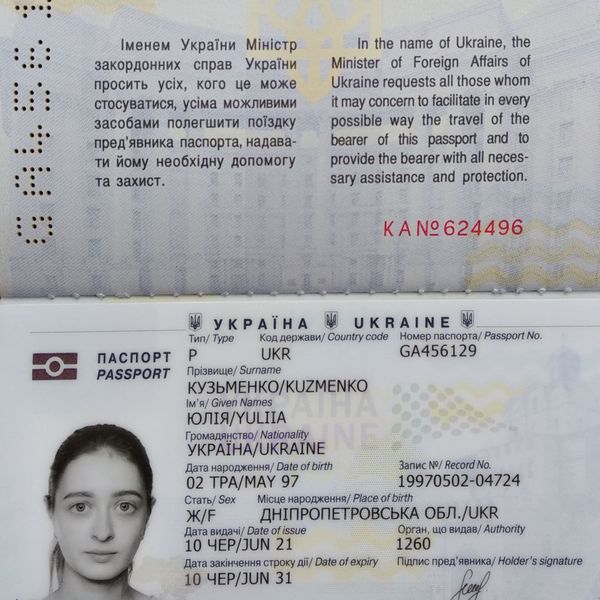 Іменем України Міністр
закордонних справ України
просить усіх, кого це може
стосуватися, усіма можливими
засобами полегшити поїздку
пред'явника паспорта, надава-
ти йому необхідну допомогу
та захист.
In the name of Ukraine, the
Minister of Foreign Affairs of
Ukraine requests all those whom
it may concern to facilitate in every
possible way the travel of the
bearer of this passport and to
provide the bearer with all neces-
sary assistance and protection.
КА№624496
УКРАЇНА UKRAINE
ПАСПОРТ
PASSPORT
Тип/ Type Код держави/ Country code Номер паспорта/ Passport No.
P UKR GA456129
Прізвище/ Surname
КУЗЬМЕНКО/KUZMENKO
Ім'я/ Given Names
ЮЛІЯ/YULIIA
Громадянство/ Nationality
УКРАЇНА/UKRAINE
Дата народження/ Date of birth Запис №/ Record No.
02 ТРА/MAY 97 19970502-04724
Стать/ Sex Місце народження/ Place of birth
Ж/F ДНІПРОПЕТРОВСЬКА ОБЛ./UKR
Дата видачі/ Date of issue Орган, що видав/ Authority
10 ЧЕР/JUN 21 1260
Дата закінчення строку дії/ Date of expiry Підпис пред'явника/ Holder's signature
10 ЧЕР/JUN 31